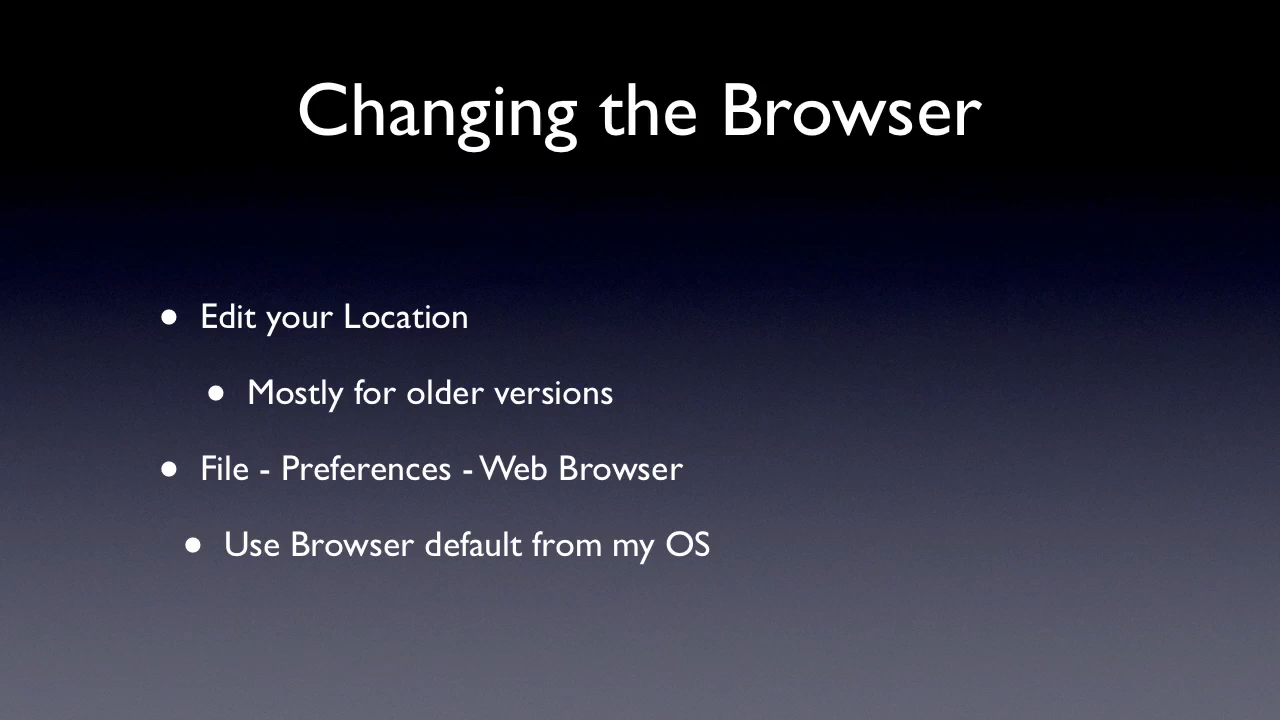 Changing the Browser
• Edit your Location
• Mostly for older versions
• File - Preferences - Web Browser
• Use Browser default from my OS